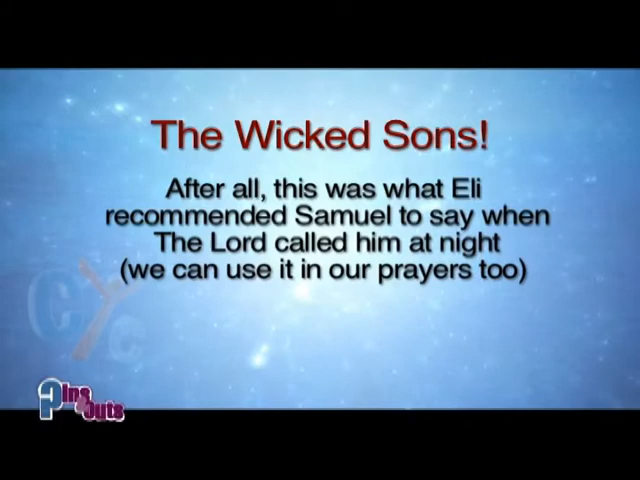 The Wicked Sons!
After all, this was what Eli
recommended Samuel to say when
The Lord called him at night
(we can use it in our prayers too)
CYC
Ins
Outs